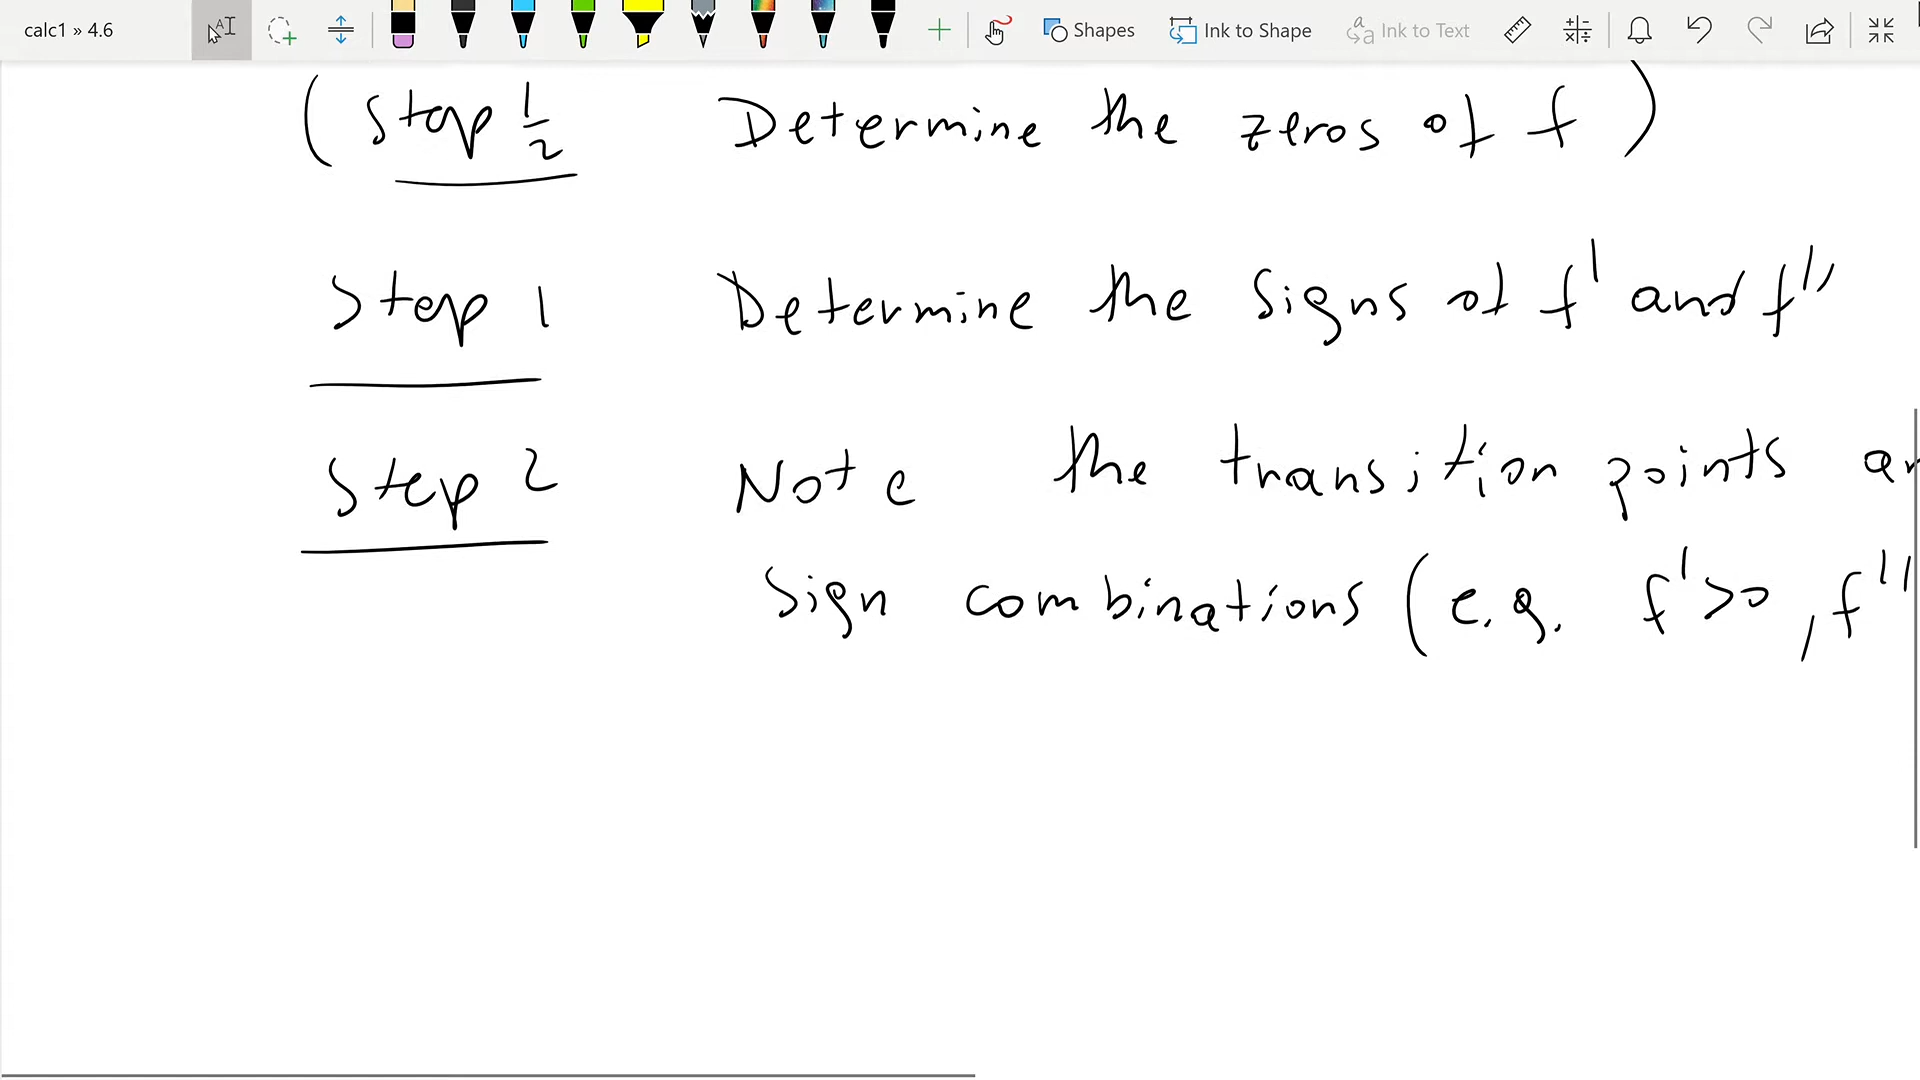 calc1 » 4.6
Shapes
Ink to Shape
Ink to Text
(Step 1/2 Determine the zeros of f)
Step 1 Determine the signs of f' and f''
Step 2 Note the transition points
sign combinations (e.g. f'>0, f''